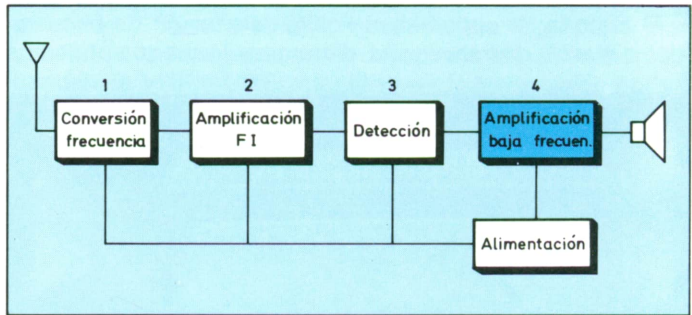 1
2
3
4
Conversión
frecuencia
Amplificación
F I
Detección
Amplificación
baja frecuen.
Alimentación